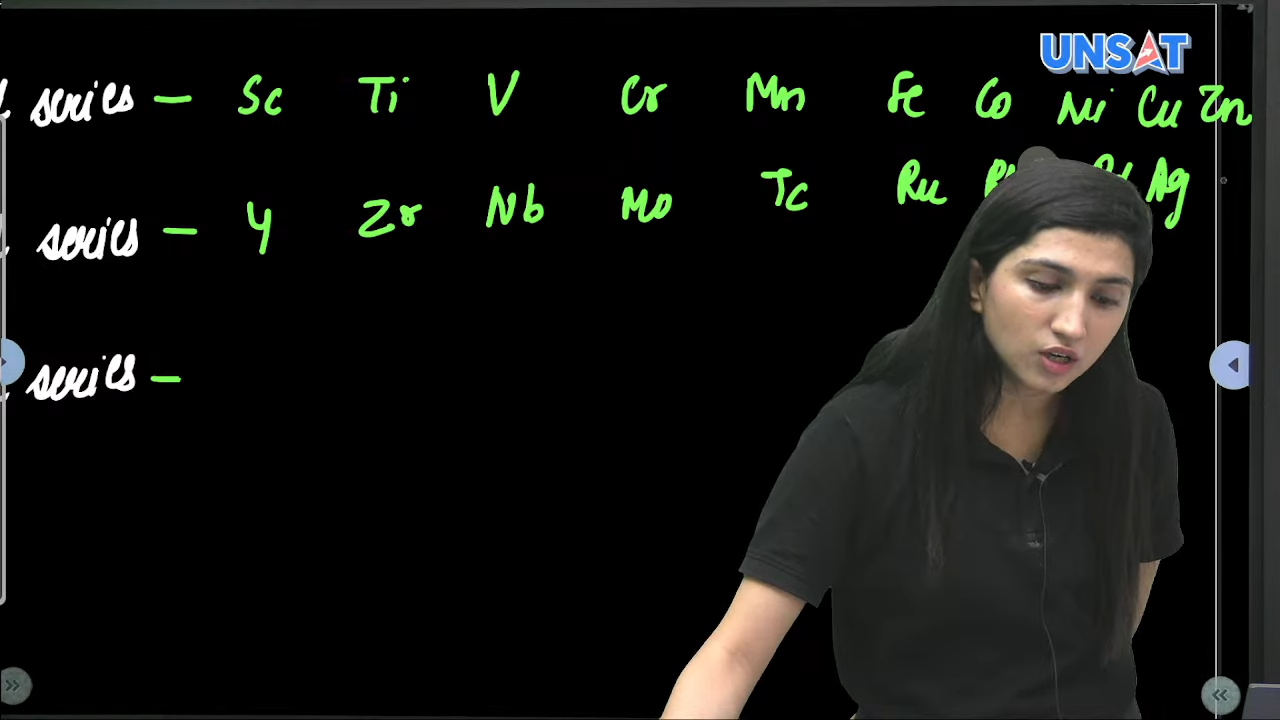 UNSAT
series — Sc Ti V Cr Mn Fe Co Ni Cu Zn
series — Y Zr Nb Mo Tc Ru Ag
series —